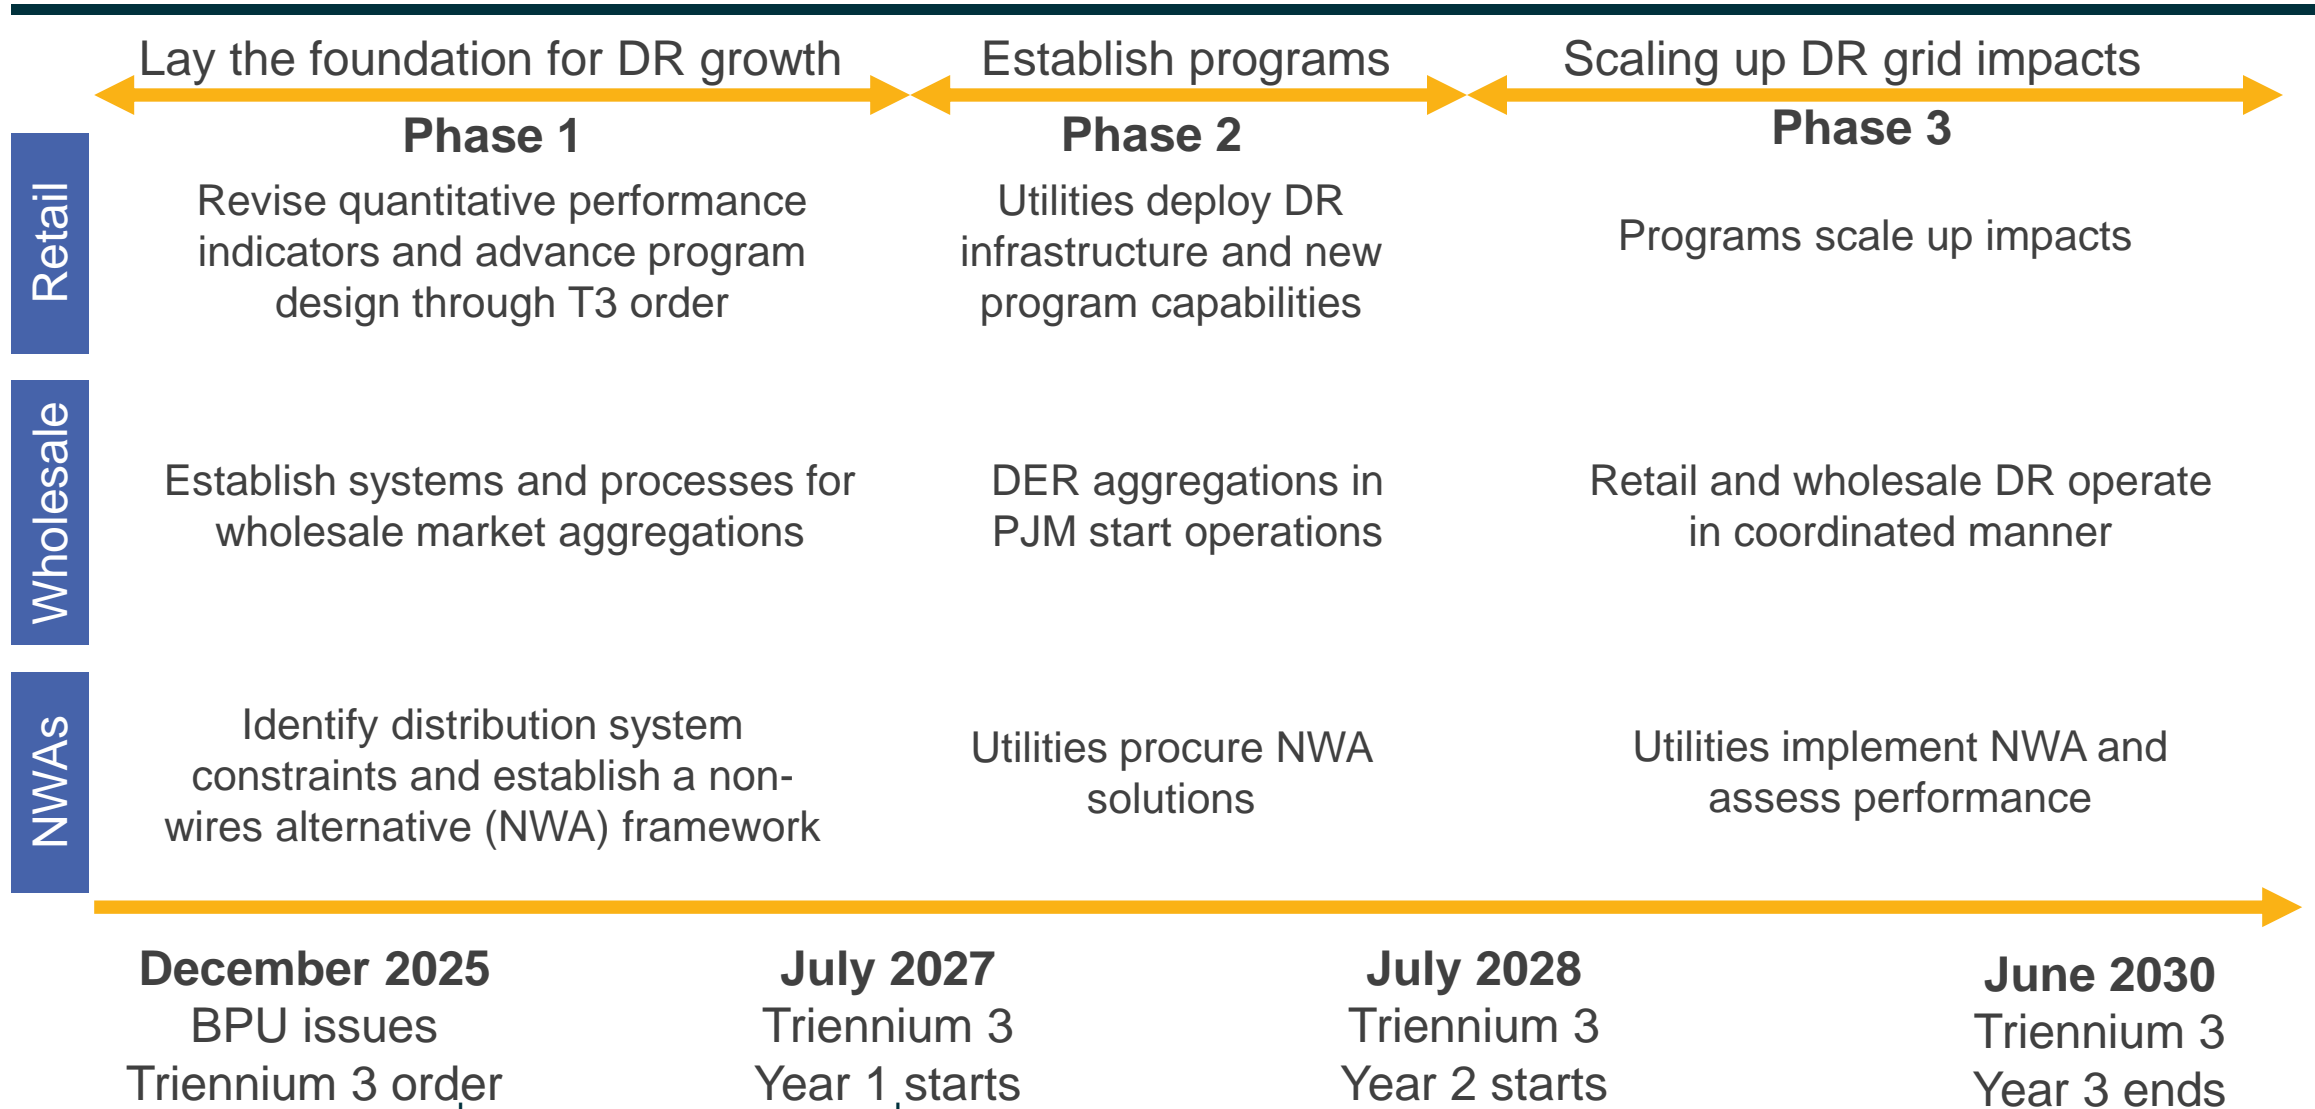 Lay the foundation for DR growth
Establish programs
Scaling up DR grid impacts
Phase 1
Phase 2
Phase 3
Retail
Revise quantitative performance
indicators and advance program
design through T3 order
Utilities deploy DR
infrastructure and new
program capabilities
Programs scale up impacts
Wholesale
Establish systems and processes for
wholesale market aggregations
DER aggregations in
PJM start operations
Retail and wholesale DR operate
in coordinated manner
NWAs
Identify distribution system
constraints and establish a non-
wires alternative (NWA) framework
Utilities procure NWA
solutions
Utilities implement NWA and
assess performance
December 2025
BPU issues
Triennium 3 order
July 2027
Triennium 3
Year 1 starts
July 2028
Triennium 3
Year 2 starts
June 2030
Triennium 3
Year 3 ends